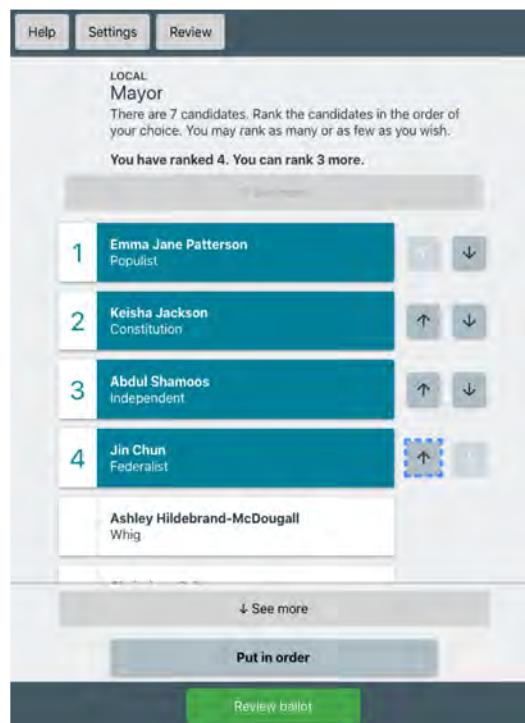 Help Settings Review
LOCAL
Mayor
There are 7 candidates. Rank the candidates in the order of
your choice. You may rank as many or as few as you wish.
You have ranked 4. You can rank 3 more.
1 Emma Jane Patterson
Populist
↓
2 Keisha Jackson
Constitution
↑ ↓
3 Abdul Shamoos
Independent
↑ ↓
4 Jin Chun
Federalist
↑
Ashley Hildebrand-McDougall
Whig
↓ See more
Put in order
Review ballot